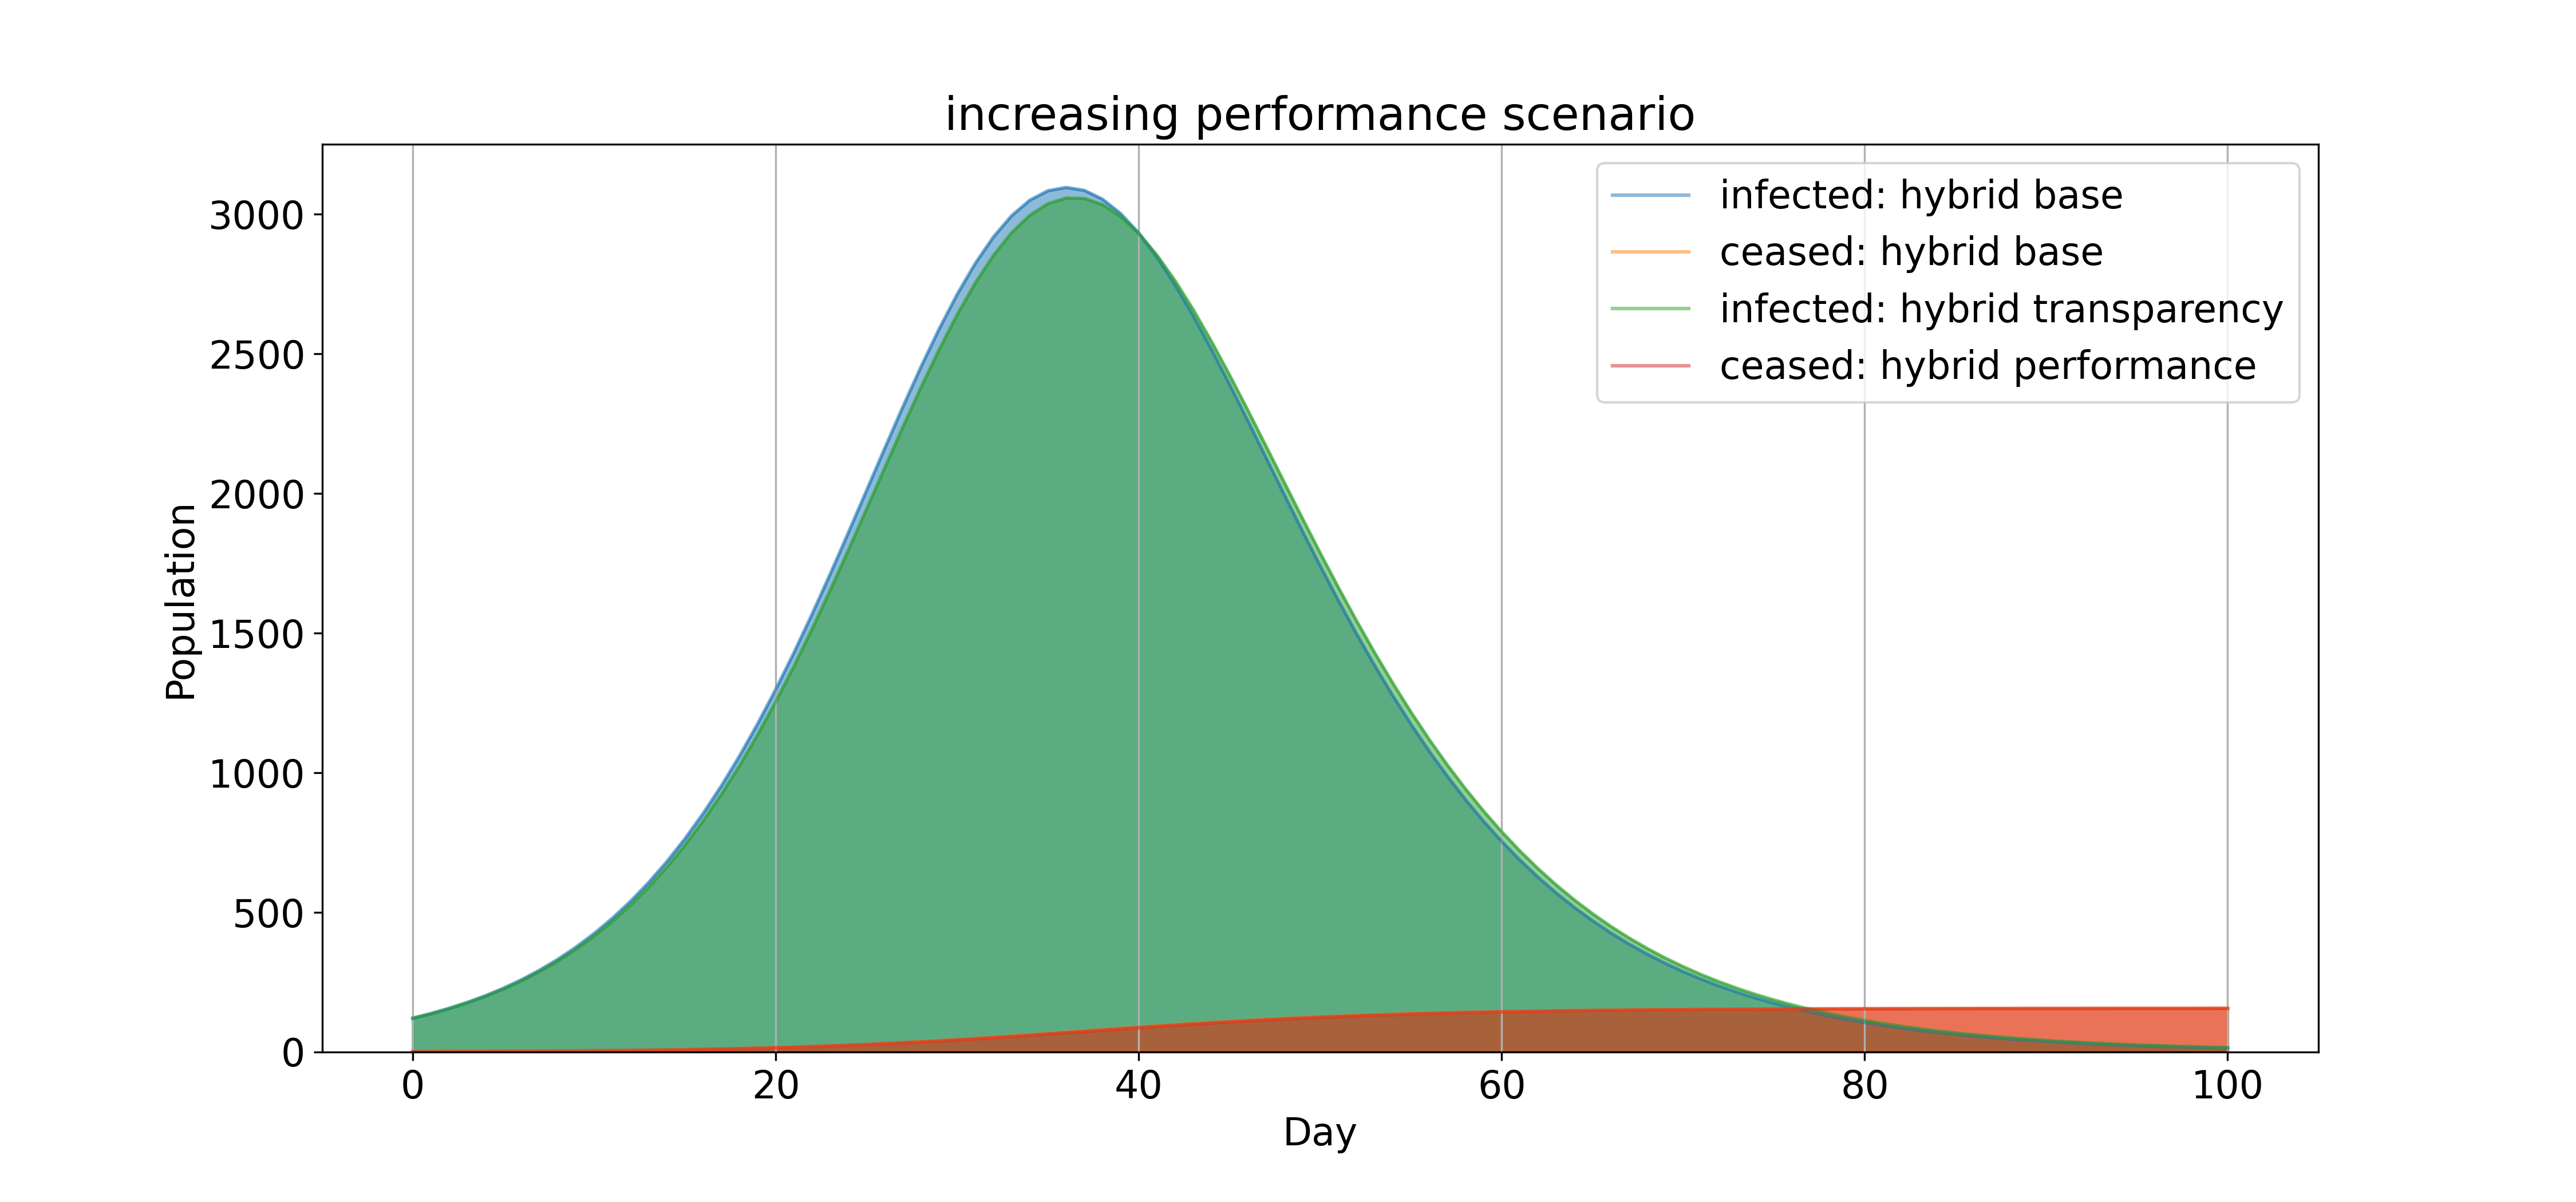 increasing performance scenario
infected: hybrid base
ceased: hybrid base
infected: hybrid transparency
ceased: hybrid performance
Population
3000
2500
2000
1500
1000
500
0
0 20 40 60 80 100
Day